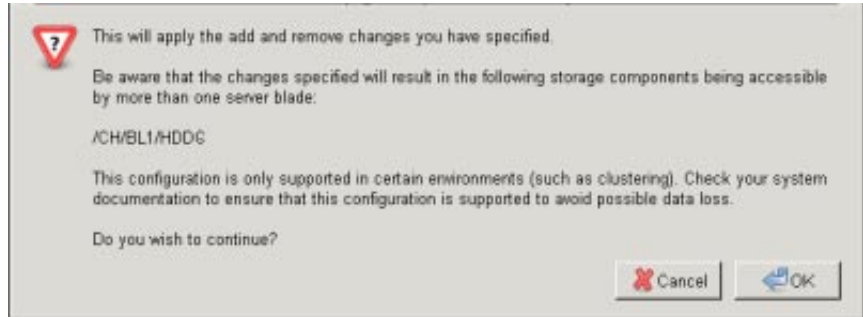 This will apply the add and remove changes you have specified.
Be aware that the changes specified will result in the following storage components being accessible
by more than one server blade:
/CH/BL1/HDD6
This configuration is only supported in certain environments (such as clustering). Check your system
documentation to ensure that this configuration is supported to avoid possible data loss.
Do you wish to continue?
Cancel
OK